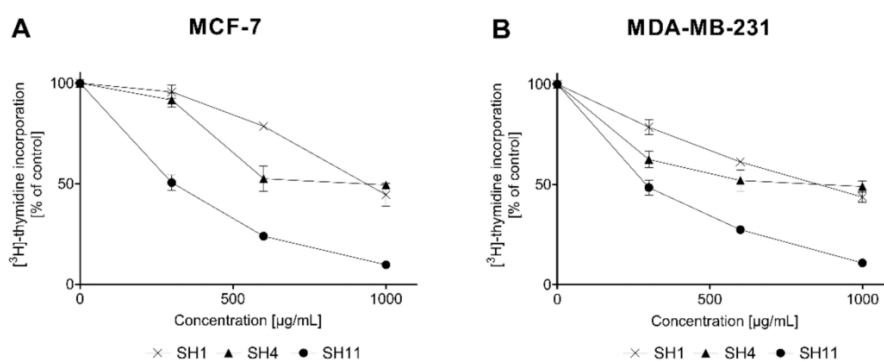 A MCF-7
[³H]-thymidine incorporation
[% of control]
100
50
0
0 500 1000
Concentration [µg/mL]
SH1 SH4 SH11
B MDA-MB-231
[³H]-thymidine incorporation
[% of control]
100
50
0
0 500 1000
Concentration [µg/mL]
SH1 SH4 SH11